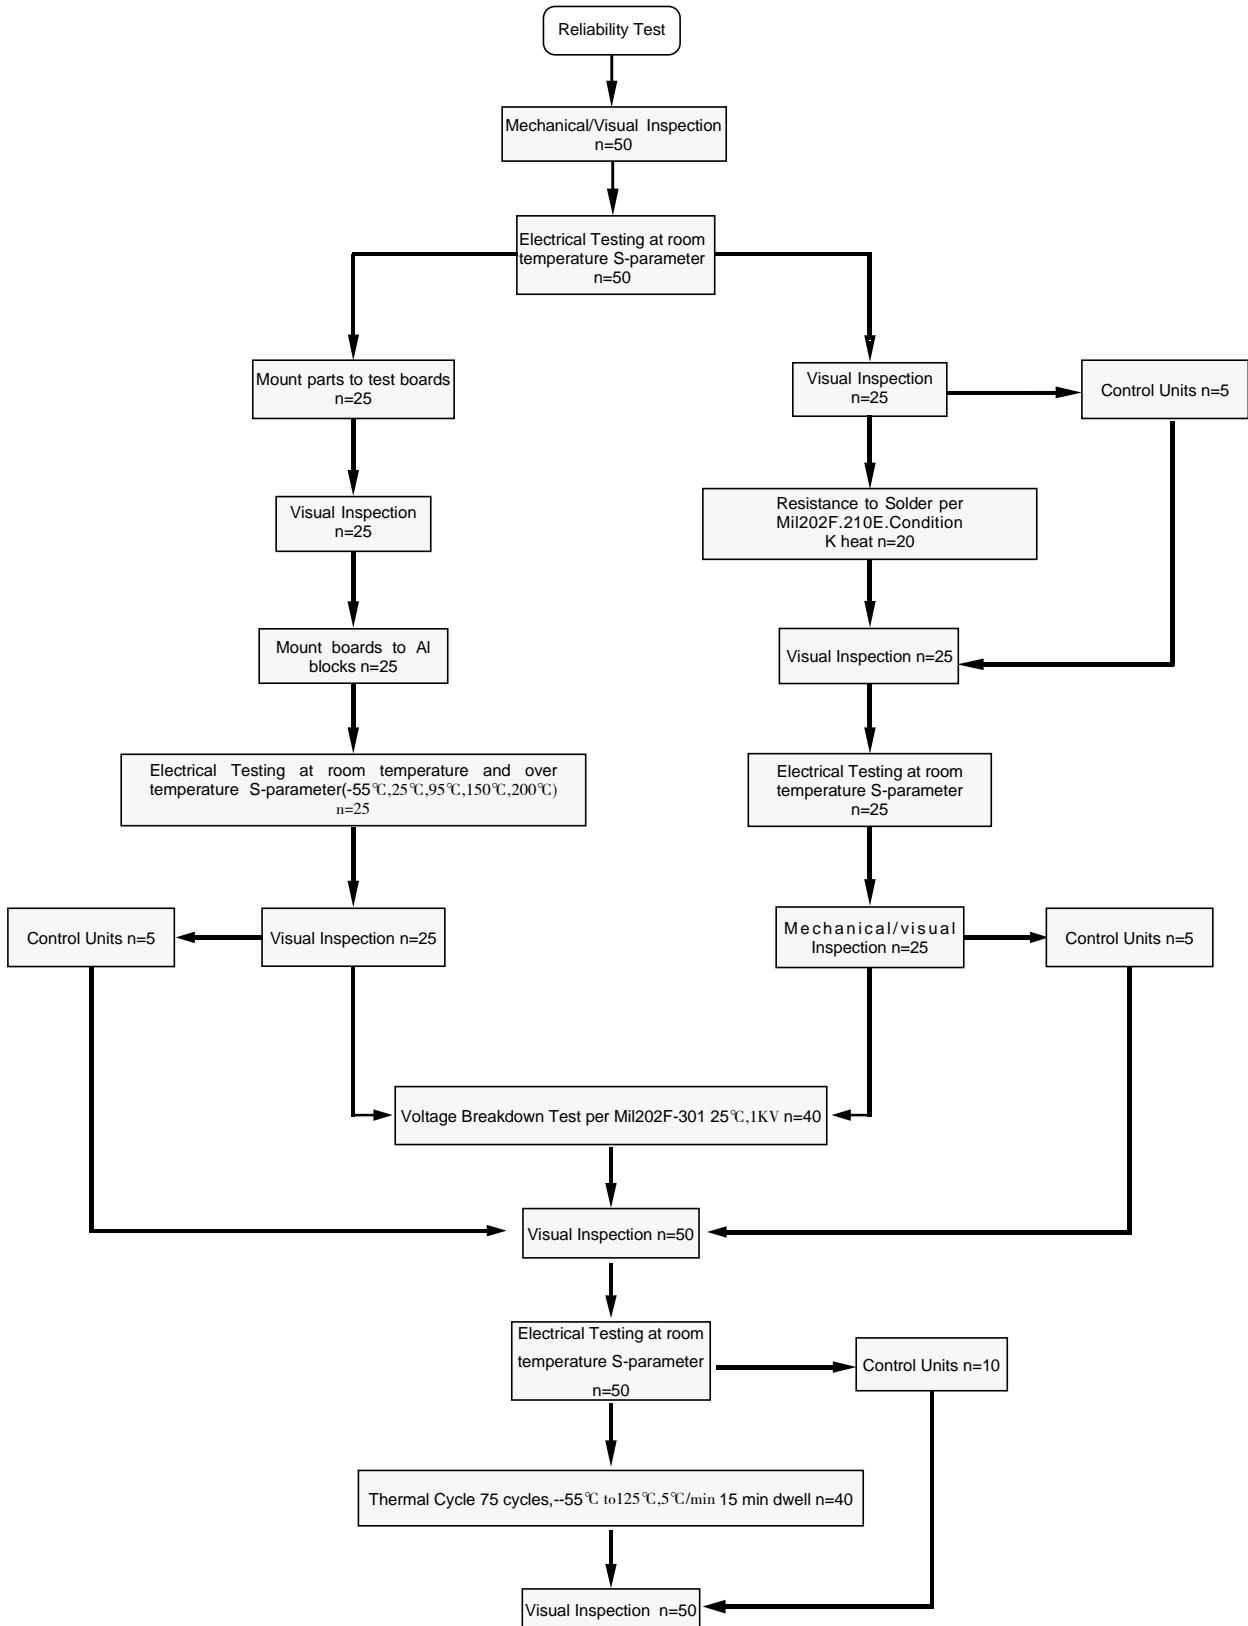 Reliability Test
Mechanical/Visual Inspection
n=50
Electrical Testing at room
temperature S-parameter
n=50
Mount parts to test boards
n=25
Visual Inspection
n=25
Control Units n=5
Visual Inspection
n=25
Resistance to Solder per
Mil202F.210E.Condition
K heat n=20
Mount boards to Al
blocks n=25
Visual Inspection n=25
Electrical Testing at room temperature and over
temperature S-parameter(-55℃,25℃,95℃,150℃,200℃)
n=25
Electrical Testing at room
temperature S-parameter
n=25
Control Units n=5
Visual Inspection n=25
Mechanical/visual
Inspection n=25
Control Units n=5
Voltage Breakdown Test per Mil202F-301 25℃,1KV n=40
Visual Inspection n=50
Electrical Testing at room
temperature S-parameter
n=50
Control Units n=10
Thermal Cycle 75 cycles,--55℃ to125℃,5℃/min 15 min dwell n=40
Visual Inspection n=50